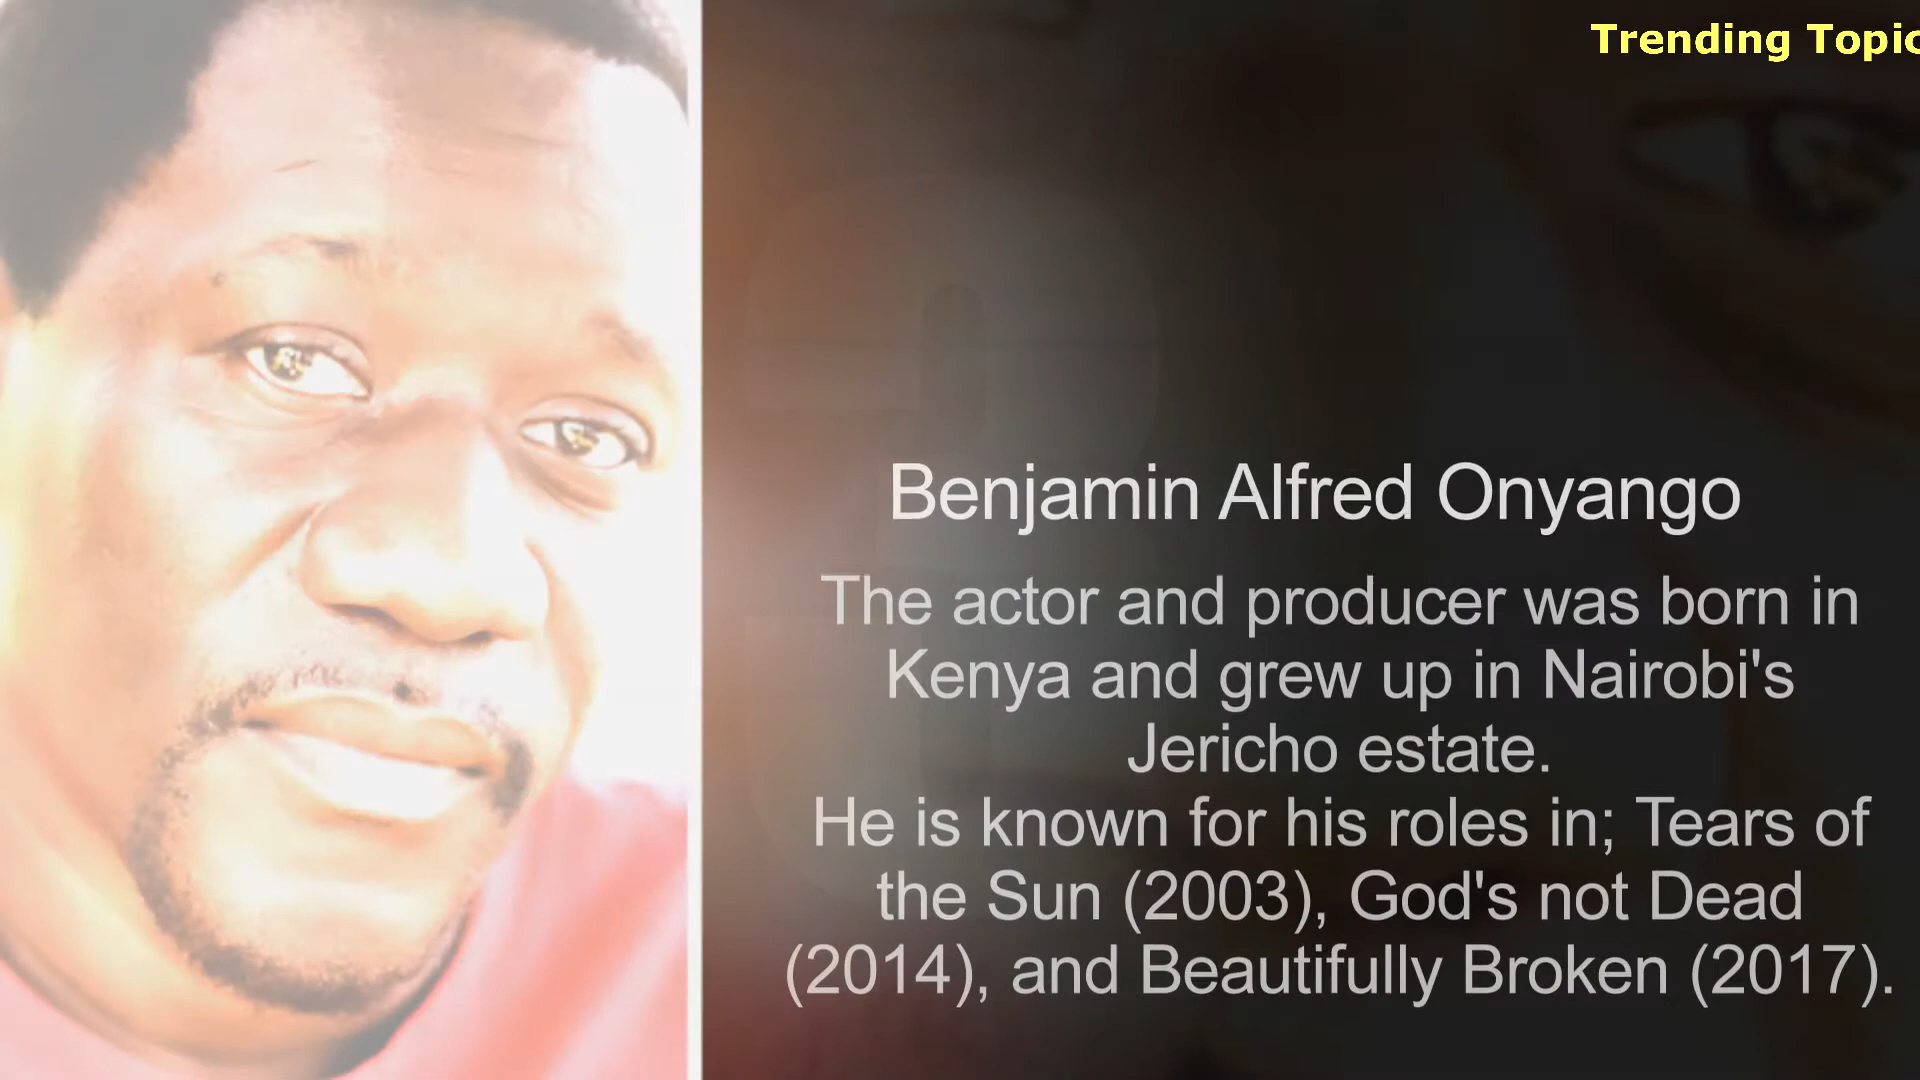 Trending Topic
Benjamin Alfred Onyango
The actor and producer was born in
Kenya and grew up in Nairobi's
Jericho estate.
He is known for his roles in; Tears of
the Sun (2003), God's not Dead
(2014), and Beautifully Broken (2017).